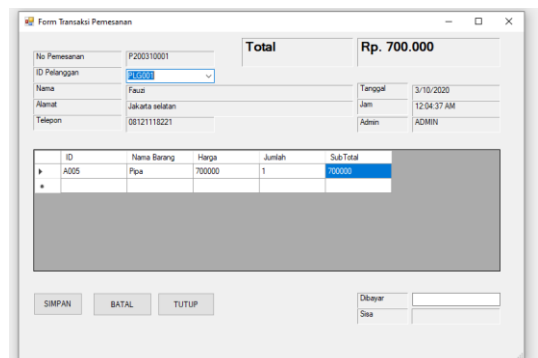 Form Transaksi Pemesanan
Total Rp. 700.000
No Pemesanan P200310001
ID Pelanggan PLG001
Nama Fauzi Tanggal 3/10/2020
Alamat Jakarta selatan Jam 12:04:37 AM
Telepon 08121118221 Admin ADMIN
ID Nama Barang Harga Jumlah SubTotal
A005 Pipa 700000 1 700000
SIMPAN BATAL TUTUP Dibayar
Sisa